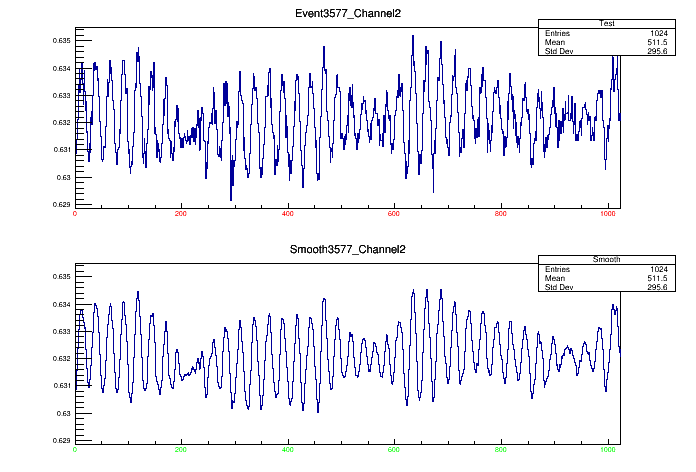 Event3577_Channel2
Test
Entries 1024
Mean 511.5
Std Dev 295.6
0.635
0.634
0.633
0.632
0.631
0.63
0.629
0 200 400 600 800 1000
Smooth3577_Channel2
Smooth
Entries 1024
Mean 511.5
Std Dev 295.6
0.635
0.634
0.633
0.632
0.631
0.63
0.629
0 200 400 600 800 1000